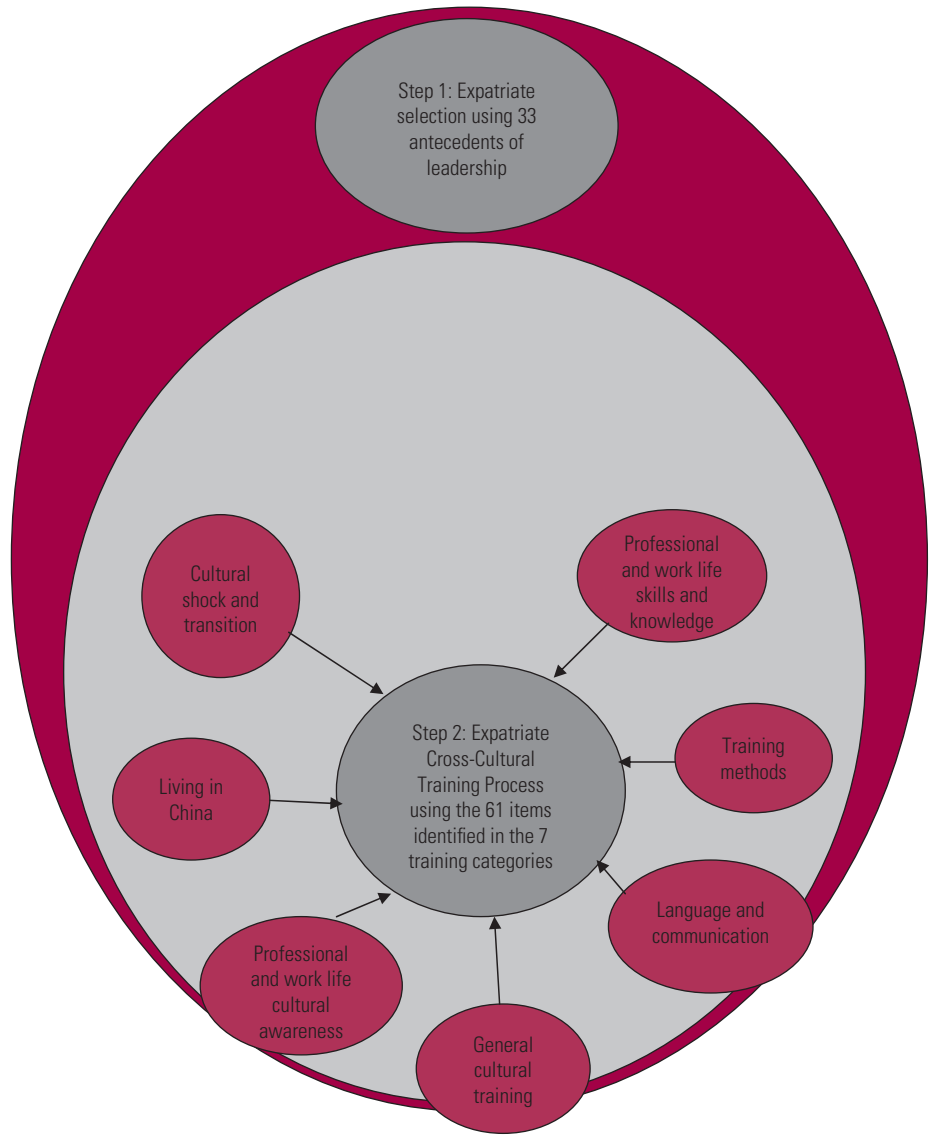 Step 1: Expatriate
selection using 33
antecedents of
leadership
Professional
and work life
skills and
knowledge
Cultural
shock and
transition
Step 2: Expatriate
Cross-Cultural
Training Process
using the 61 items
identified in the 7
training categories
Training
methods
Living in
China
Language and
communication
Professional
and work life
cultural
awareness
General
cultural
training